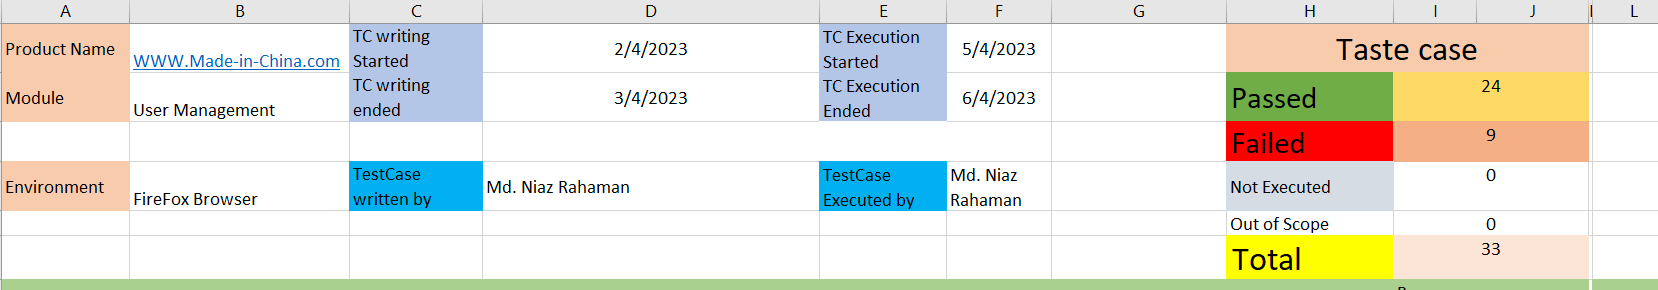 A B C D E F G H I J L
Product Name
WWW.Made-in-China.com
TC writing
Started
2/4/2023
TC Execution
Started
5/4/2023
Taste case
Module
User Management
TC writing
ended
3/4/2023
TC Execution
Ended
6/4/2023
Passed
24
Failed
9
Environment
FireFox Browser
TestCase
written by
Md. Niaz Rahaman
TestCase
Executed by
Md. Niaz
Rahaman
Not Executed
0
Out of Scope
0
Total
33